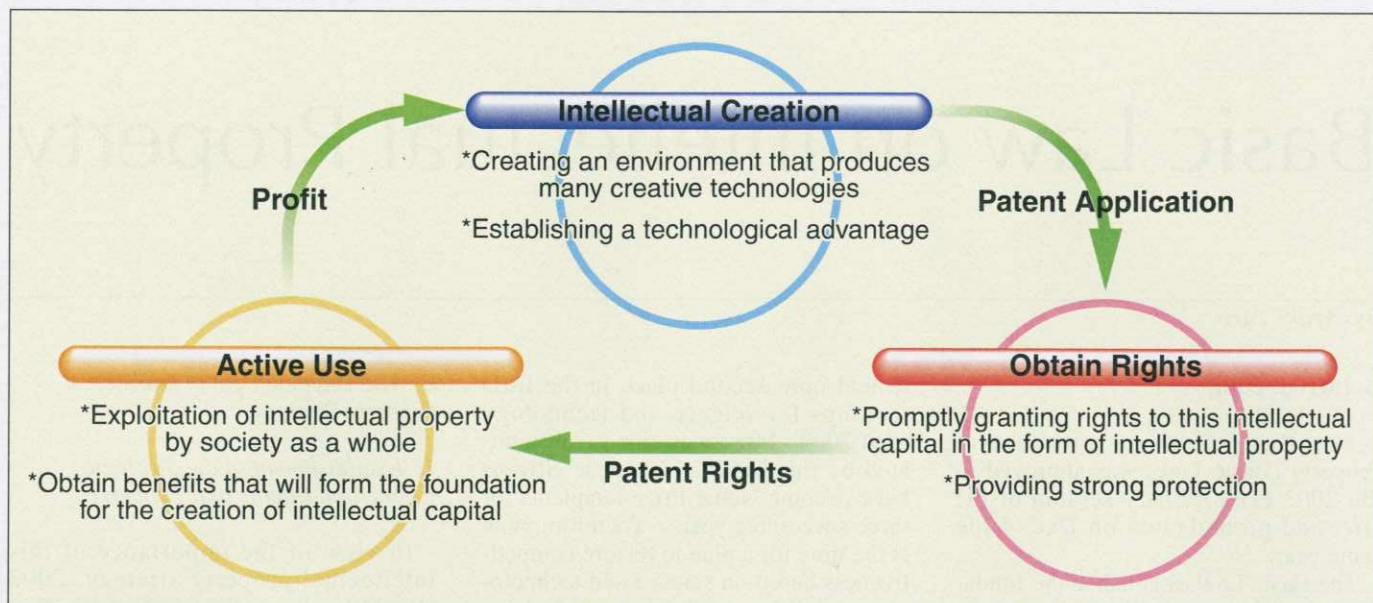 Intellectual Creation
*Creating an environment that produces
many creative technologies
*Establishing a technological advantage
Profit
Patent Application
Active Use
*Exploitation of intellectual property
by society as a whole
*Obtain benefits that will form the foundation
for the creation of intellectual capital
Obtain Rights
*Promptly granting rights to this intellectual
capital in the form of intellectual property
*Providing strong protection
Patent Rights